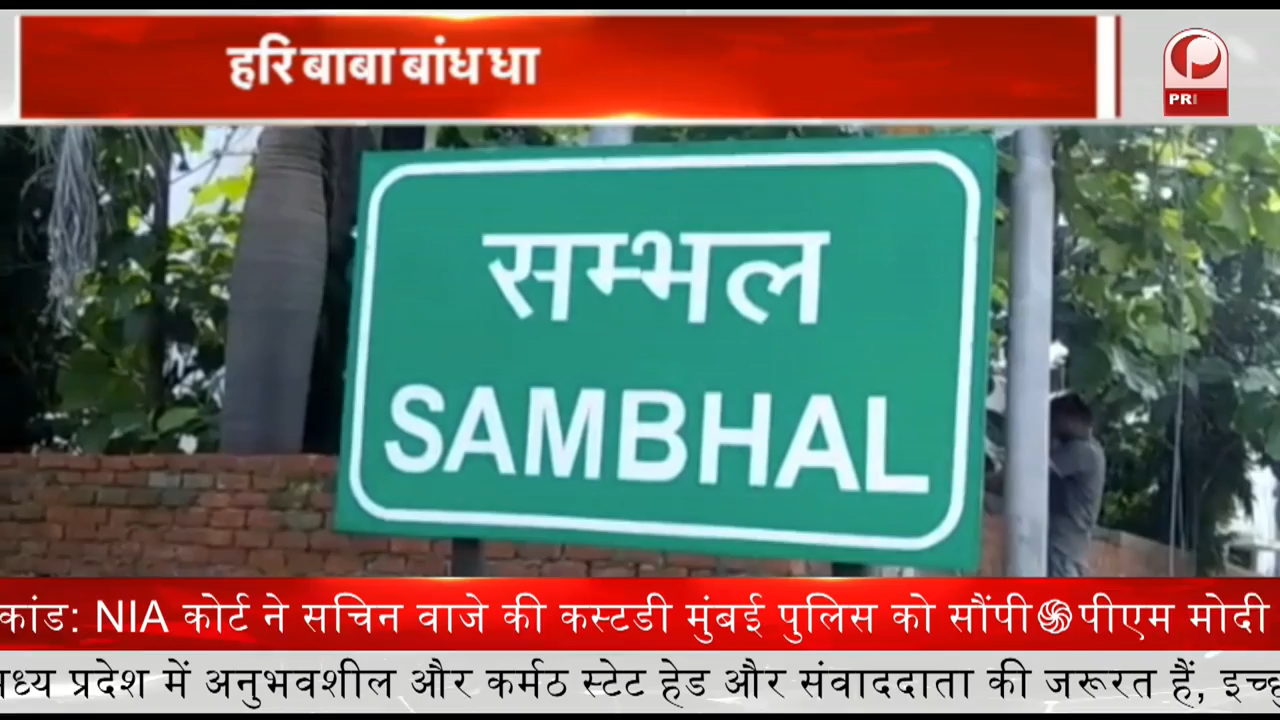 हरि बाबा बांध धा
PRI
सम्भल
SAMBHAL
कांड: NIA कोर्ट ने सचिन वाजे की कस्टडी मुंबई पुलिस को सौंपी पीएम मोदी
मध्य प्रदेश में अनुभवशील और कर्मठ स्टेट हेड और संवाददाता की जरूरत हैं,